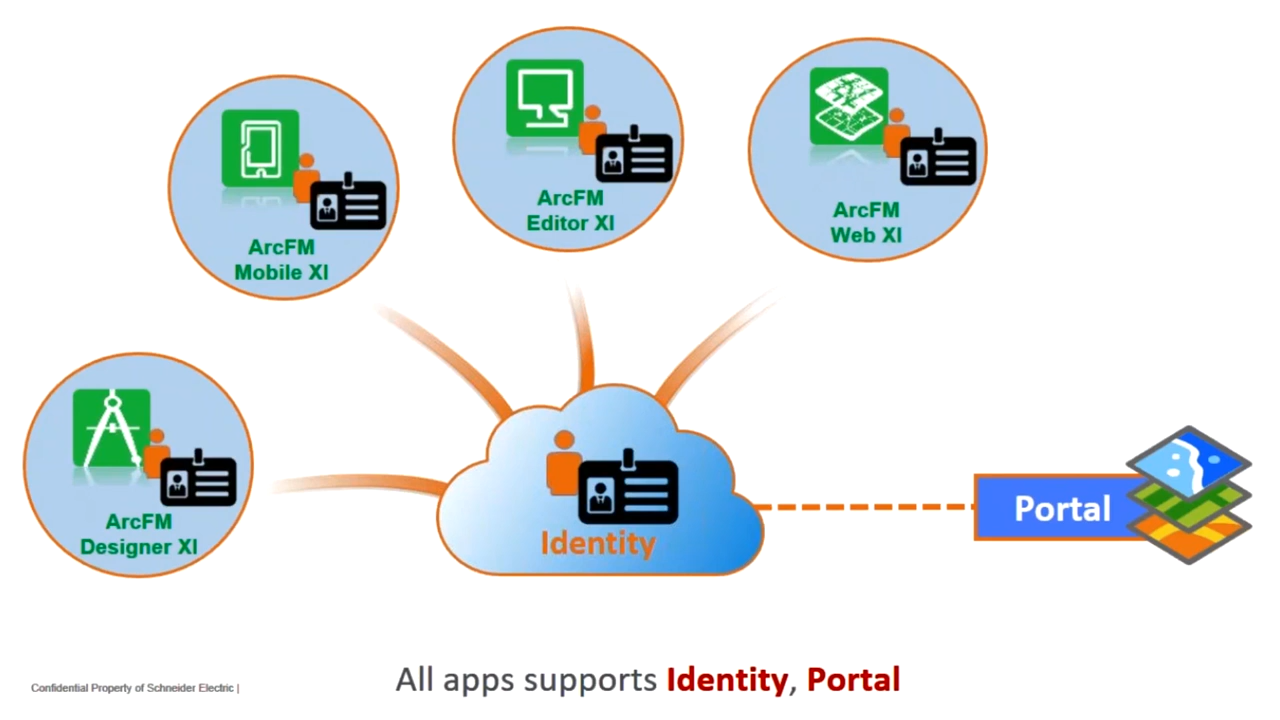 ArcFM
Editor XI
ArcFM
Web XI
ArcFM
Mobile XI
ArcFM
Designer XI
Identity
Portal
All apps supports Identity, Portal
Confidential Property of Schneider Electric |